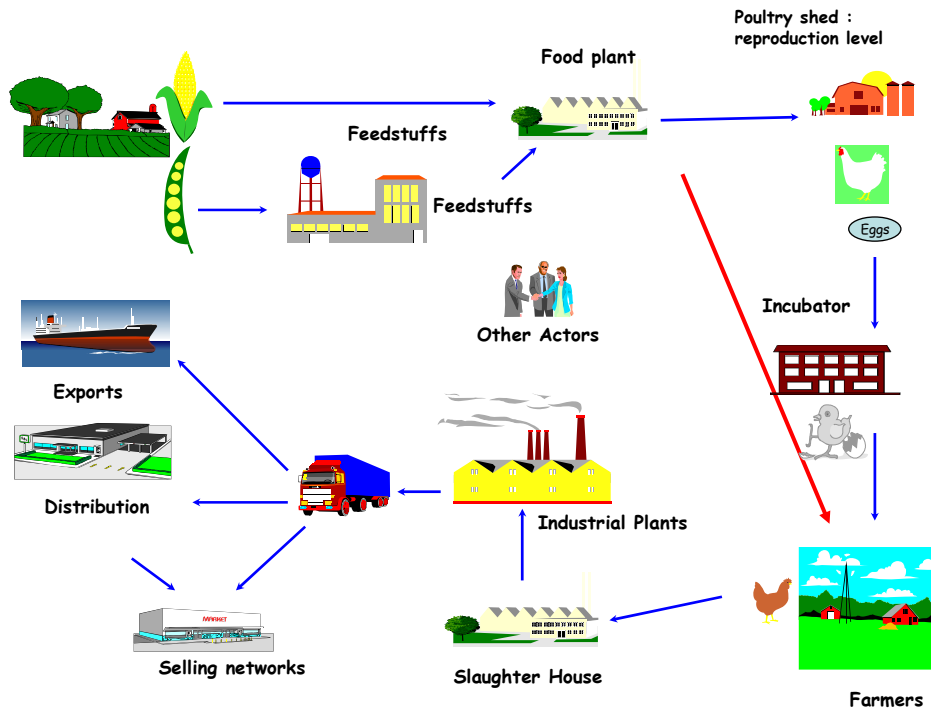 Poultry shed :
reproduction level
Food plant
Feedstuffs
Feedstuffs
Eggs
Incubator
Other Actors
Exports
Distribution
Industrial Plants
MARKET
Selling networks
Slaughter House
Farmers